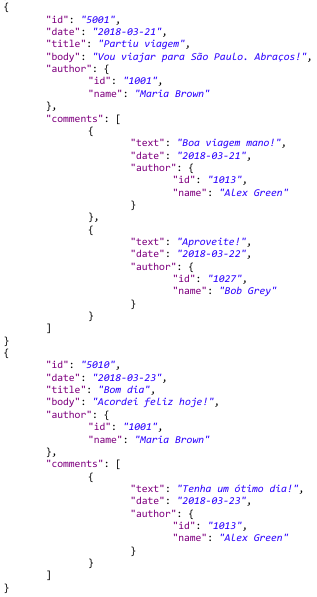 {
"id": "5001",
"date": "2018-03-21",
"title": "Partiu viagem",
"body": "Vou viajar para São Paulo. Abraços!",
"author": {
"id": "1001",
"name": "Maria Brown"
},
"comments": [
{
"text": "Boa viagem mano!",
"date": "2018-03-21",
"author": {
"id": "1013",
"name": "Alex Green"
}
},
{
"text": "Aproveite!",
"date": "2018-03-22",
"author": {
"id": "1027",
"name": "Bob Grey"
}
}
]
}
{
"id": "5010",
"date": "2018-03-23",
"title": "Bom dia",
"body": "Acordei feliz hoje!",
"author": {
"id": "1001",
"name": "Maria Brown"
},
"comments": [
{
"text": "Tenha um ótimo dia!",
"date": "2018-03-23",
"author": {
"id": "1013",
"name": "Alex Green"
}
}
]
}